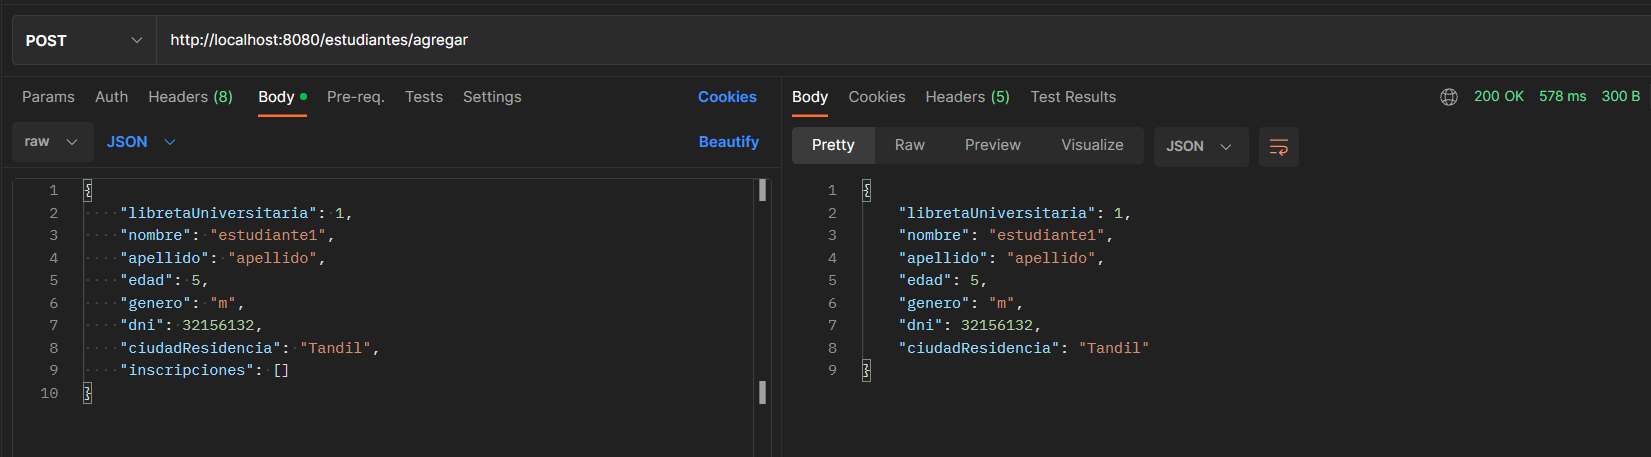 POST http://localhost:8080/estudiantes/agregar
Params Auth Headers (8) Body Pre-req. Tests Settings Cookies
raw JSON Beautify
1 {
2 "libretaUniversitaria": 1,
3 "nombre": "estudiante1",
4 "apellido": "apellido",
5 "edad": 5,
6 "genero": "m",
7 "dni": 32156132,
8 "ciudadResidencia": "Tandil",
9 "inscripciones": []
10 }
Body Cookies Headers (5) Test Results 200 OK 578 ms 300 B
Pretty Raw Preview Visualize JSON
1 {
2 "libretaUniversitaria": 1,
3 "nombre": "estudiante1",
4 "apellido": "apellido",
5 "edad": 5,
6 "genero": "m",
7 "dni": 32156132,
8 "ciudadResidencia": "Tandil"
9 }